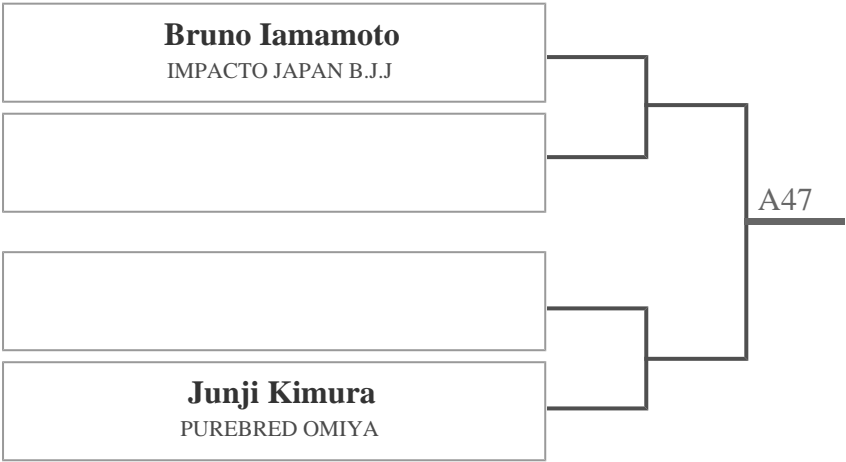 Bruno Iamamoto
IMPACTO JAPAN B.J.J
A47
Junji Kimura
PUREBRED OMIYA